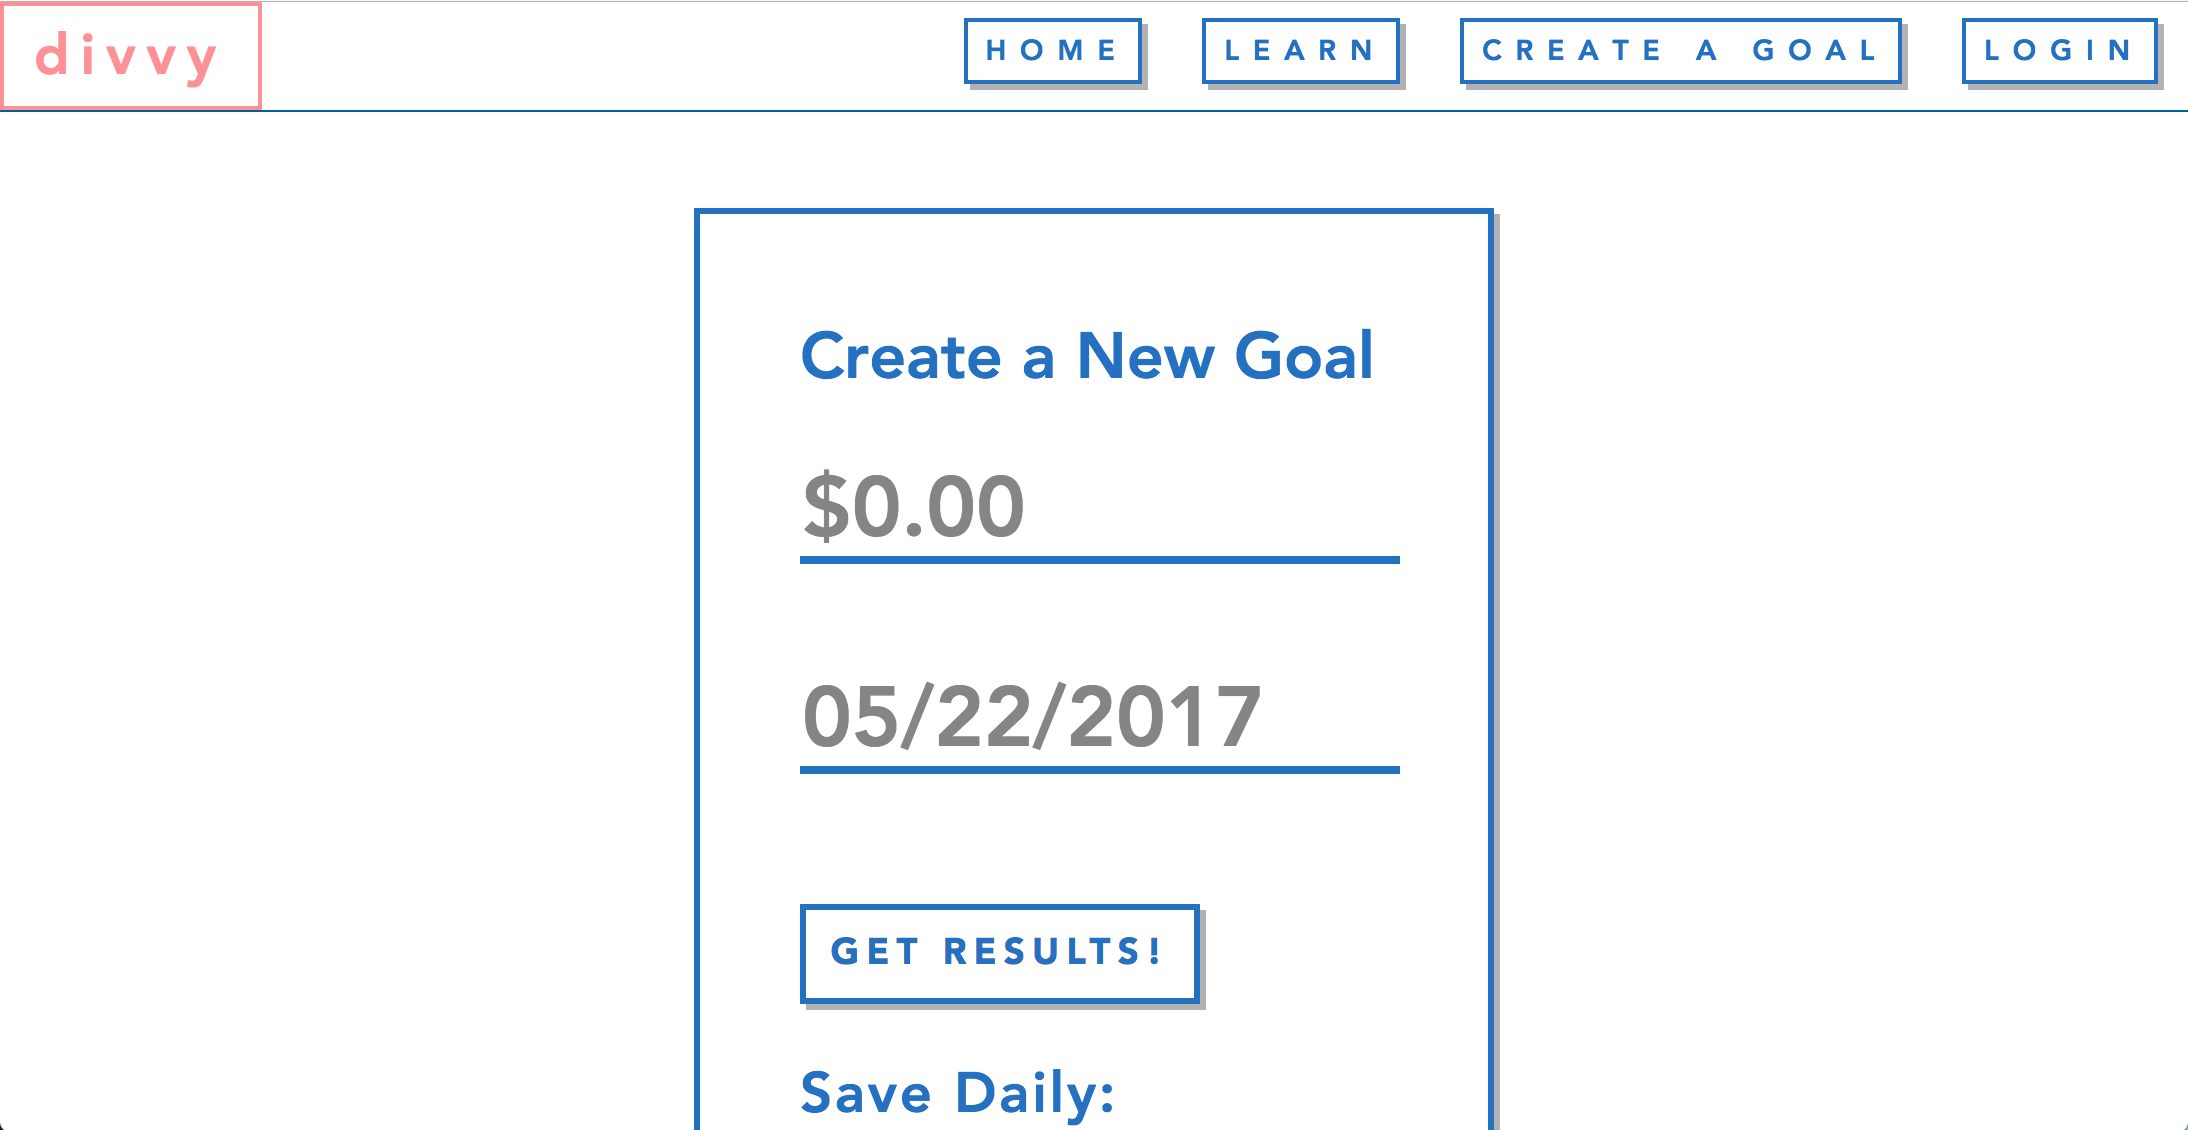 divvy
HOME LEARN CREATE A GOAL LOGIN
Create a New Goal
$0.00
05/22/2017
GET RESULTS!
Save Daily: